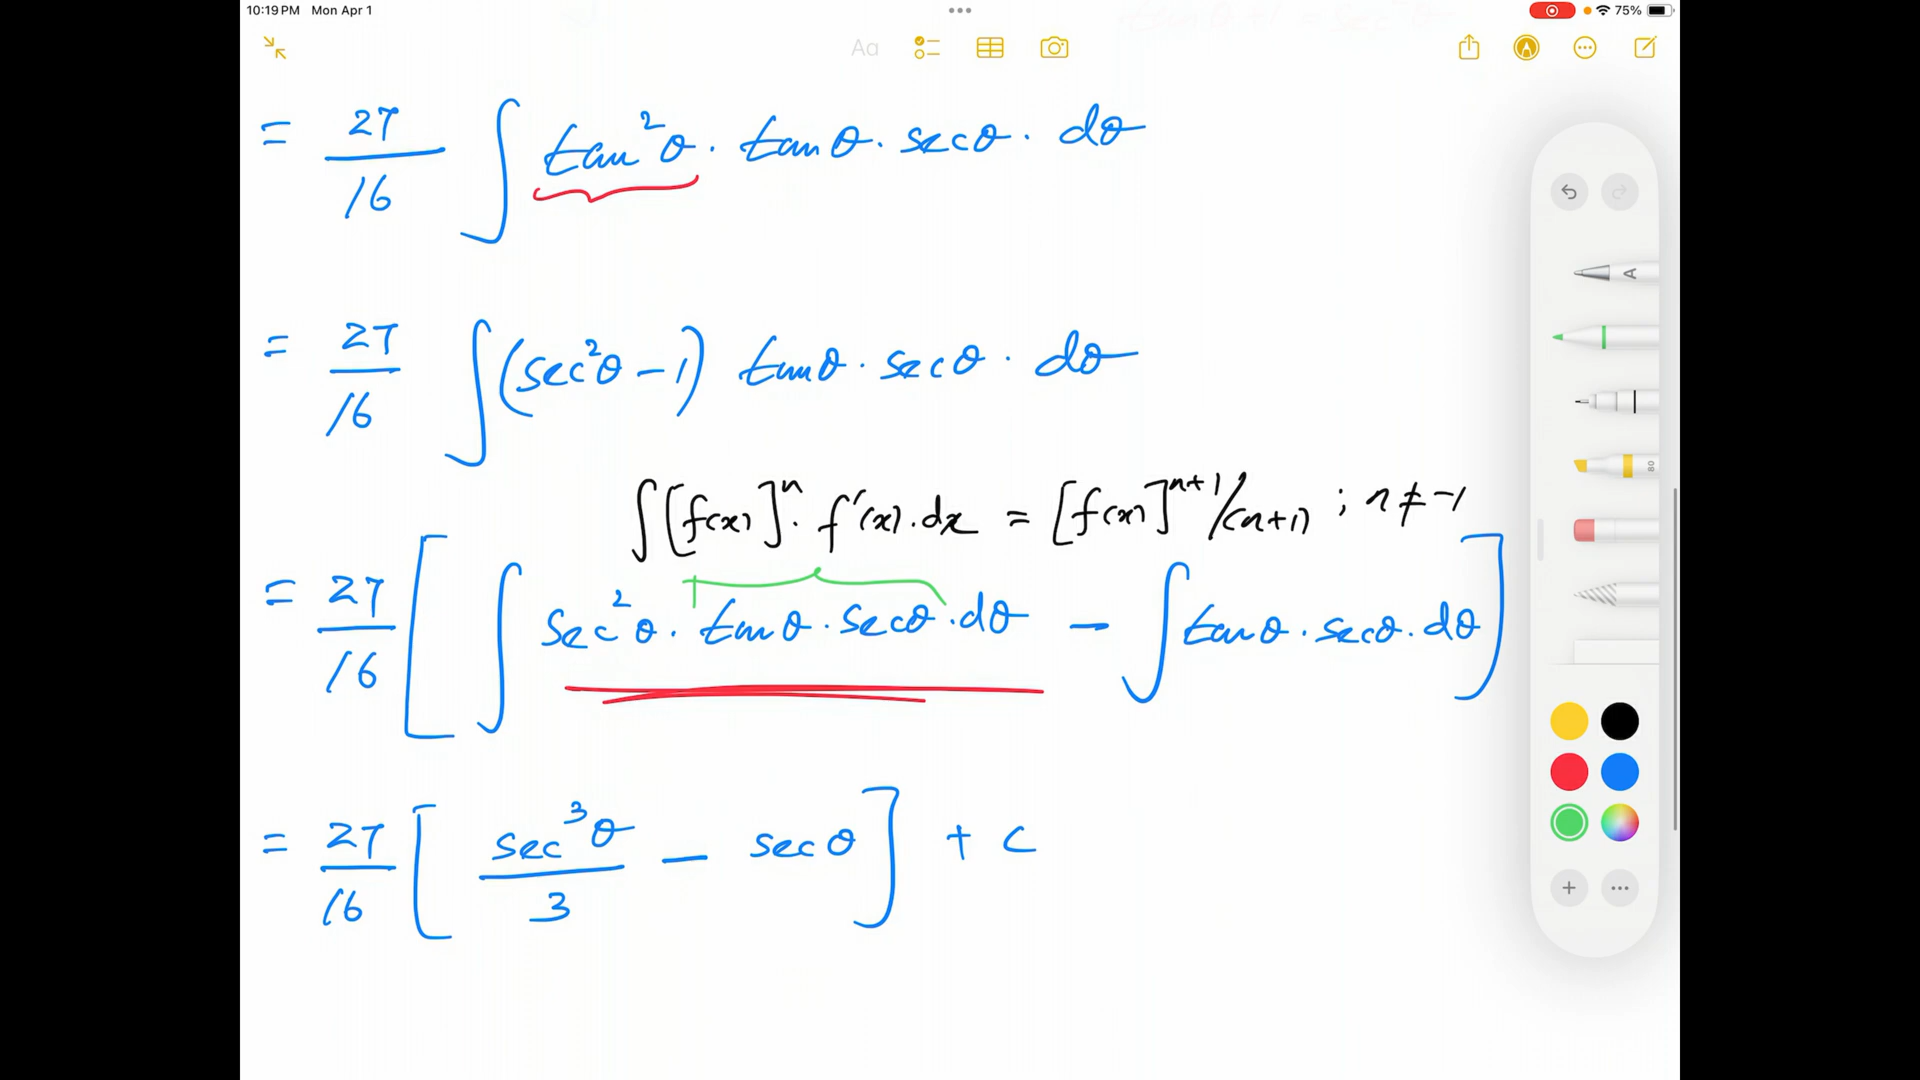 10:19 PM Mon Apr 1
75%
Aa
= 27/16 ∫ tan²θ · tanθ · secθ · dθ
= 27/16 ∫ (sec²θ − 1) tanθ · secθ · dθ
∫ [f(x)]ⁿ · f'(x) . dx = [f(x)]ⁿ⁺¹/(n+1) ; n ≠ −1
= 27/16 [ ∫ sec²θ · tanθ · secθ · dθ − ∫ tanθ · secθ · dθ ]
= 27/16 [ sec³θ/3 − secθ ] + c
A
80